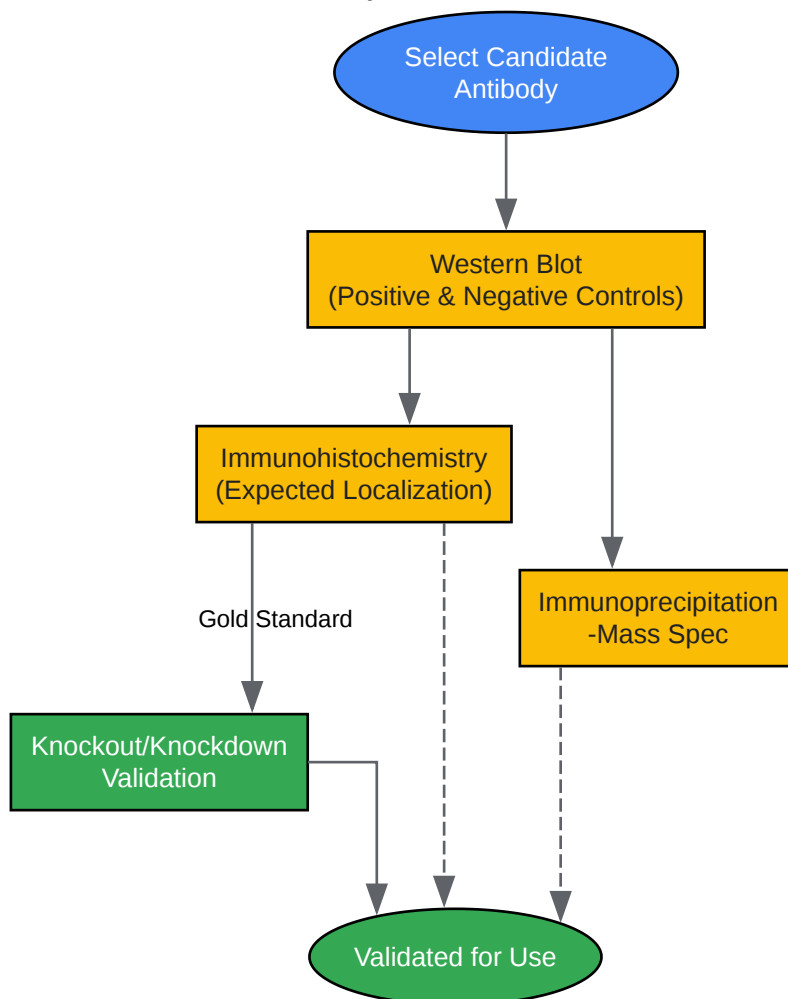 Select Candidate
Antibody
Western Blot
(Positive & Negative Controls)
Immunohistochemistry
(Expected Localization)
Gold Standard
Immunoprecipitation
-Mass Spec
Knockout/Knockdown
Validation
Validated for Use